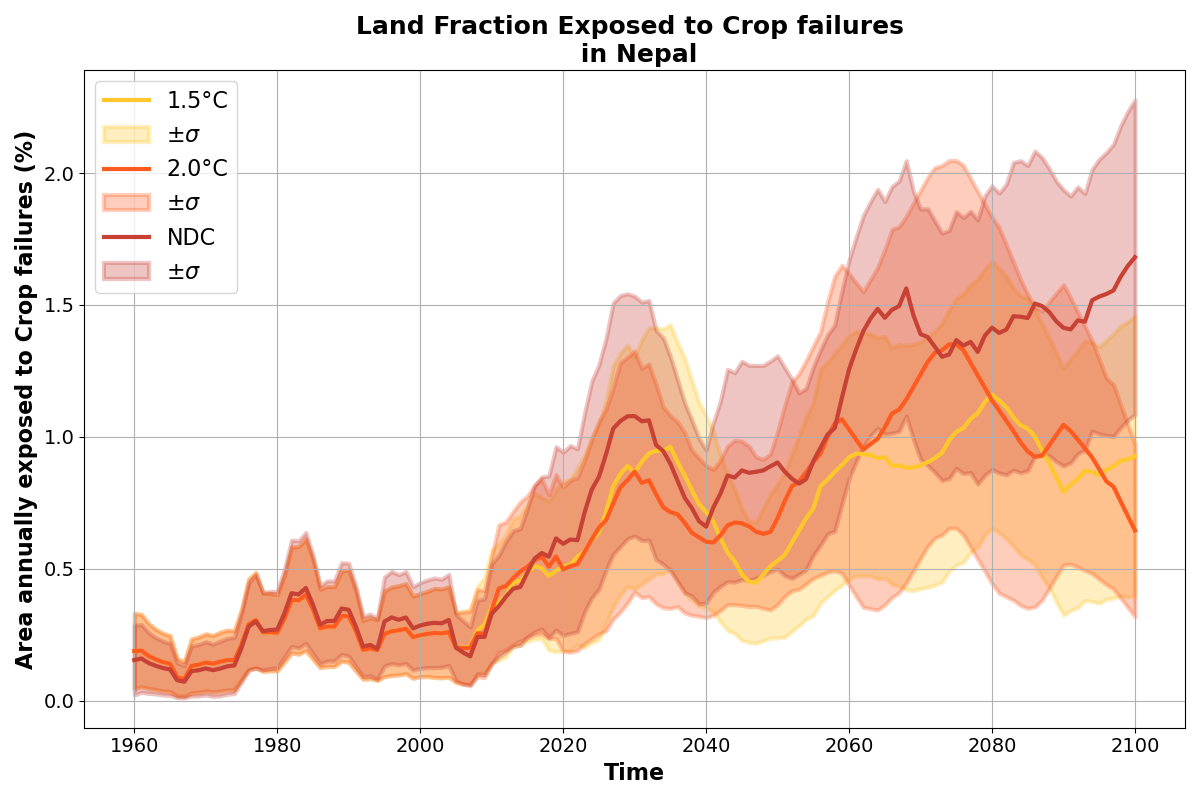 Land Fraction Exposed to Crop failures
in Nepal
1.5°C
±σ
2.0°C
±σ
NDC
±σ
Area annually exposed to Crop failures (%)
2.0
1.5
1.0
0.5
0.0
1960 1980 2000 2020 2040 2060 2080 2100
Time